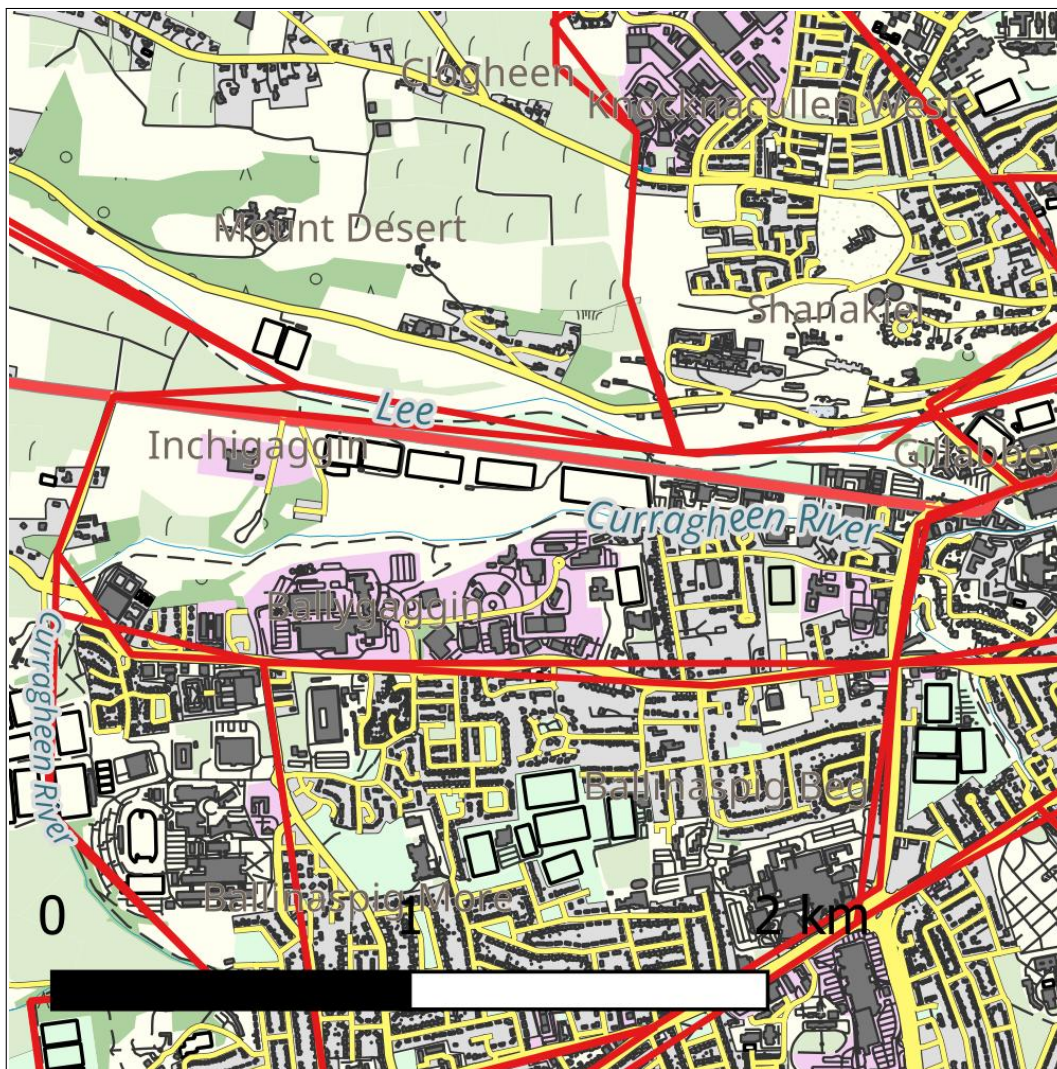 Clogheen
Knocknacullen West
Mount Desert
Shanakiel
Lee
Inchigaggin
Gillabbey
Curragheen River
Ballygaggin
Curragheen River
Ballinaspig Beg
Ballinaspig More
0 1 2 km